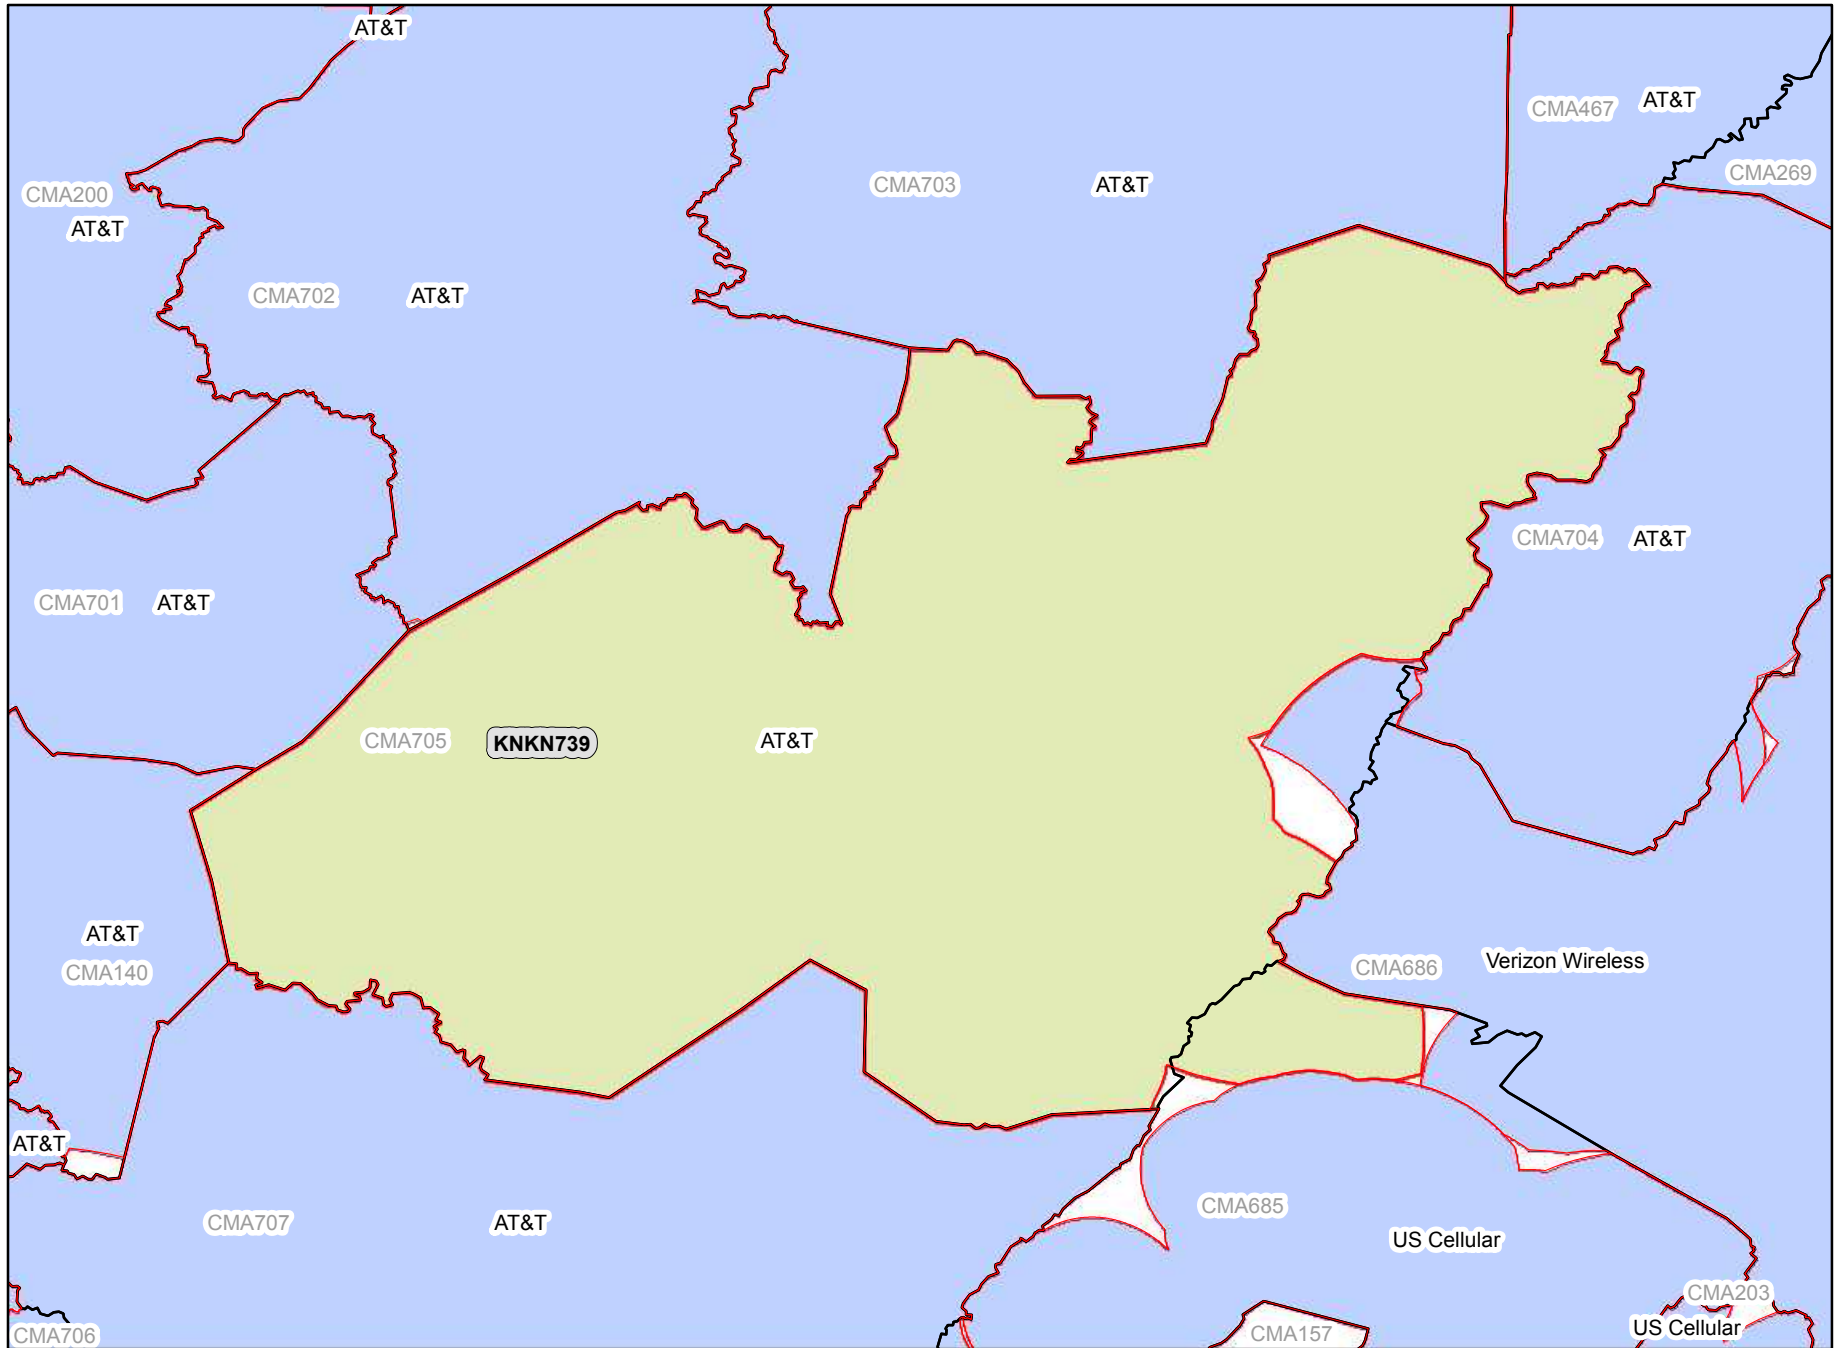 AT&T
CMA467
AT&T
CMA269
CMA200
AT&T
CMA703
AT&T
CMA702
AT&T
CMA704
AT&T
CMA701
AT&T
CMA705
KNKN739
AT&T
AT&T
CMA140
CMA686
Verizon Wireless
AT&T
CMA707
AT&T
CMA685
US Cellular
CMA203
US Cellular
CMA706
CMA157